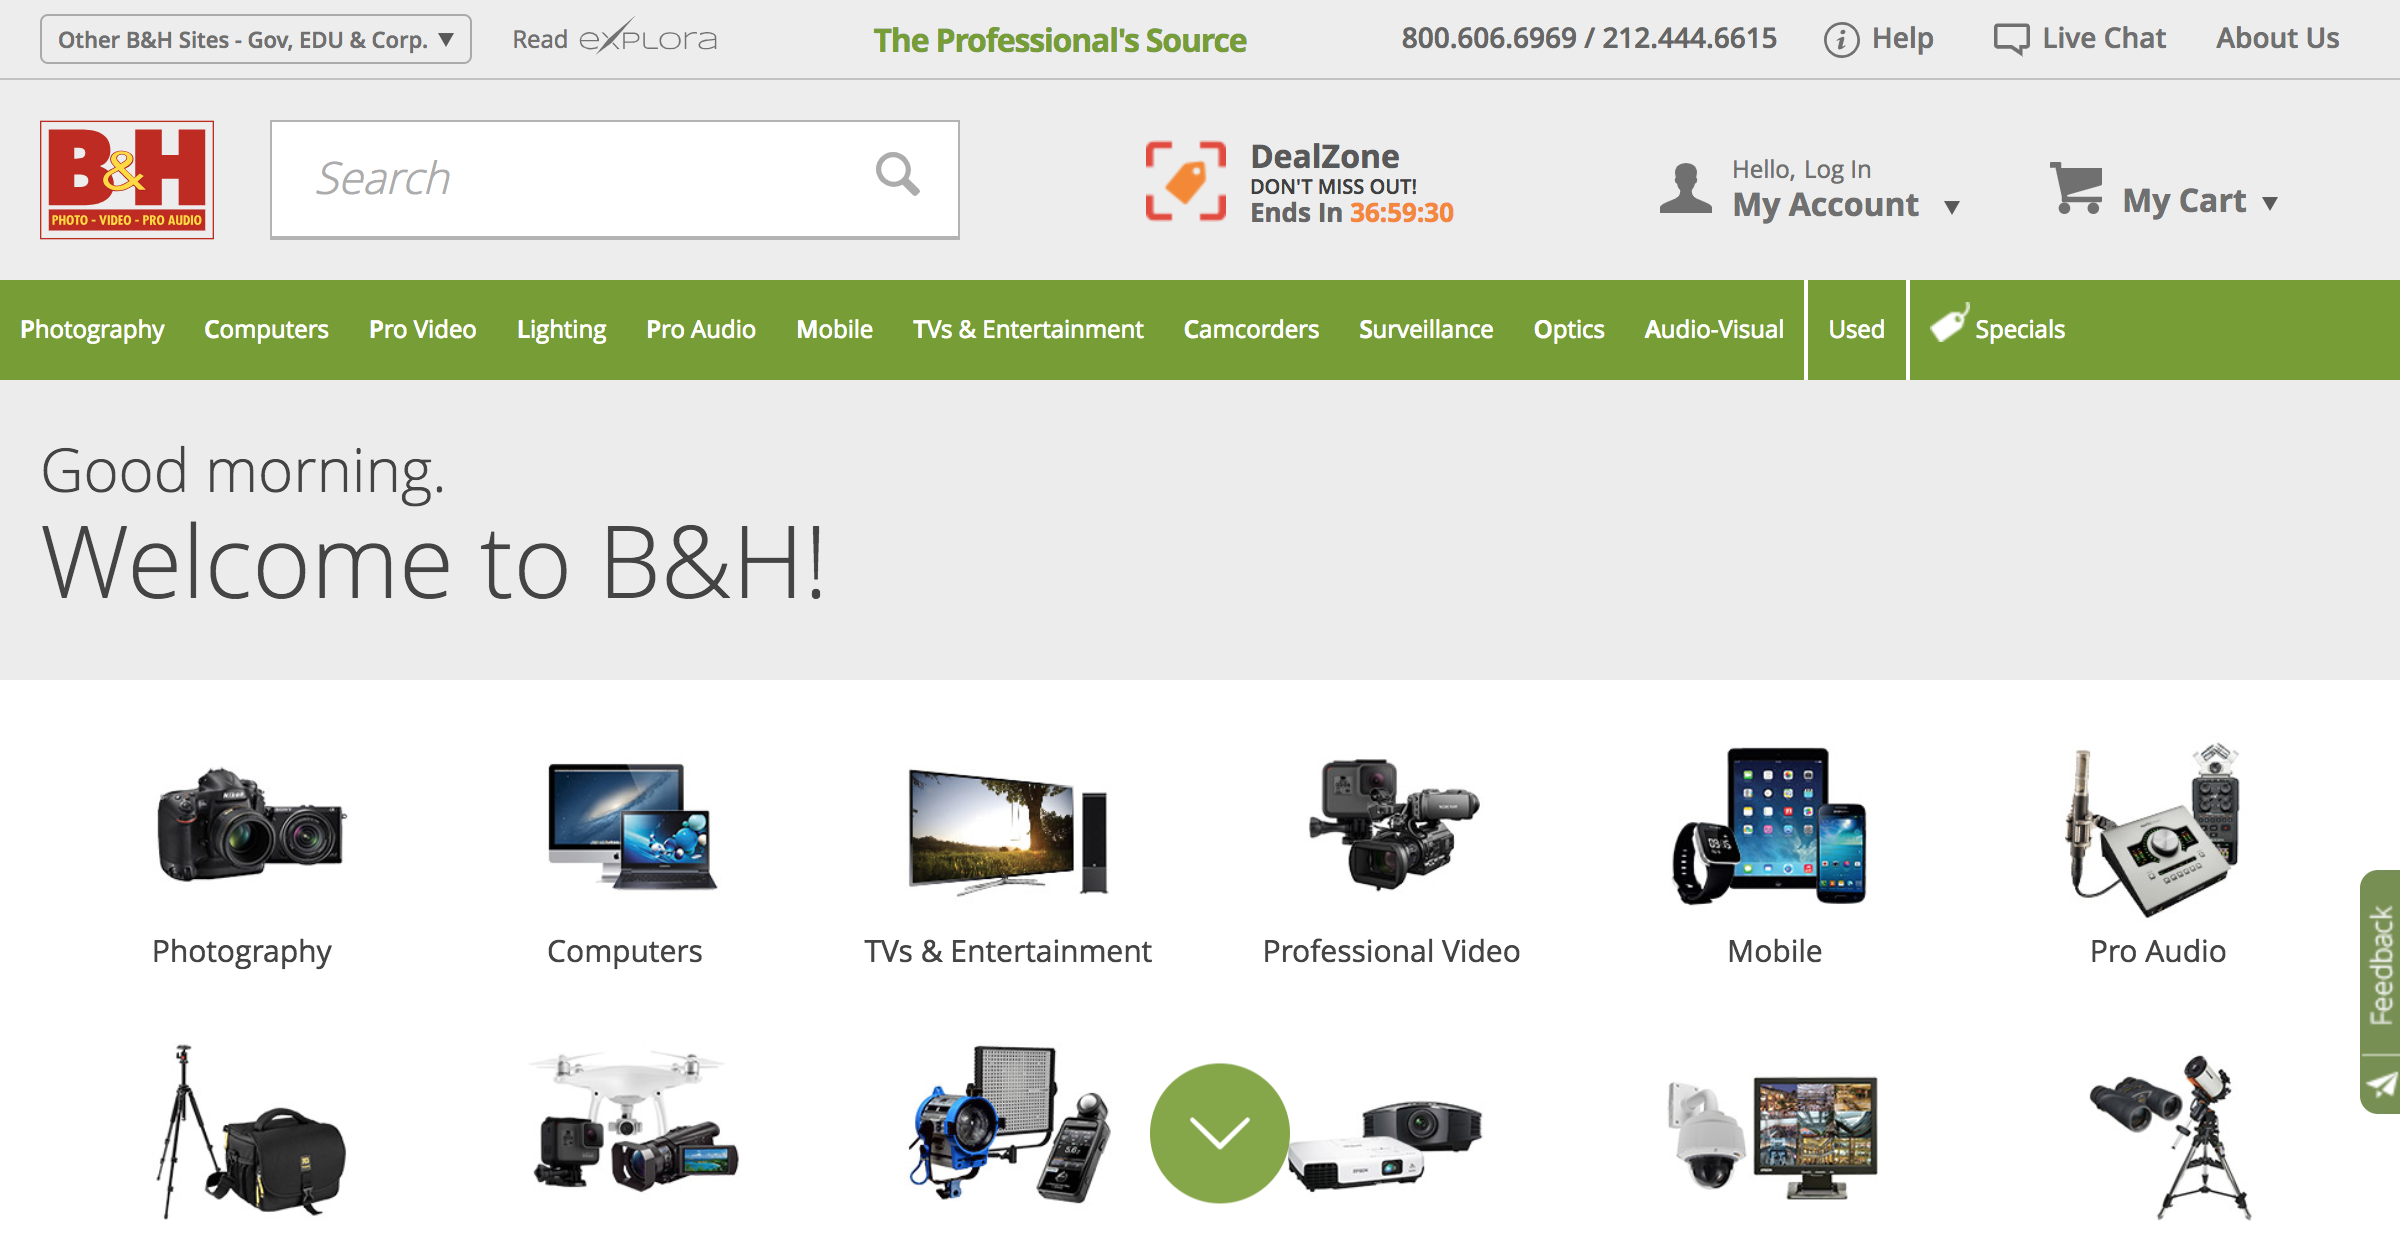 Other B&H Sites - Gov, EDU & Corp. ▼
Read eXPLORA
The Professional's Source
800.606.6969 / 212.444.6615
Help
Live Chat
About Us
B&H
PHOTO - VIDEO - PRO AUDIO
Search
DealZone
DON'T MISS OUT!
Ends In 36:59:30
Hello, Log In
My Account ▼
My Cart ▼
Photography Computers Pro Video Lighting Pro Audio Mobile TVs & Entertainment Camcorders Surveillance Optics Audio-Visual Used Specials
Good morning.
Welcome to B&H!
Nikon
Photography
Computers
TVs & Entertainment
Professional Video
Mobile
Pro Audio
Feedback